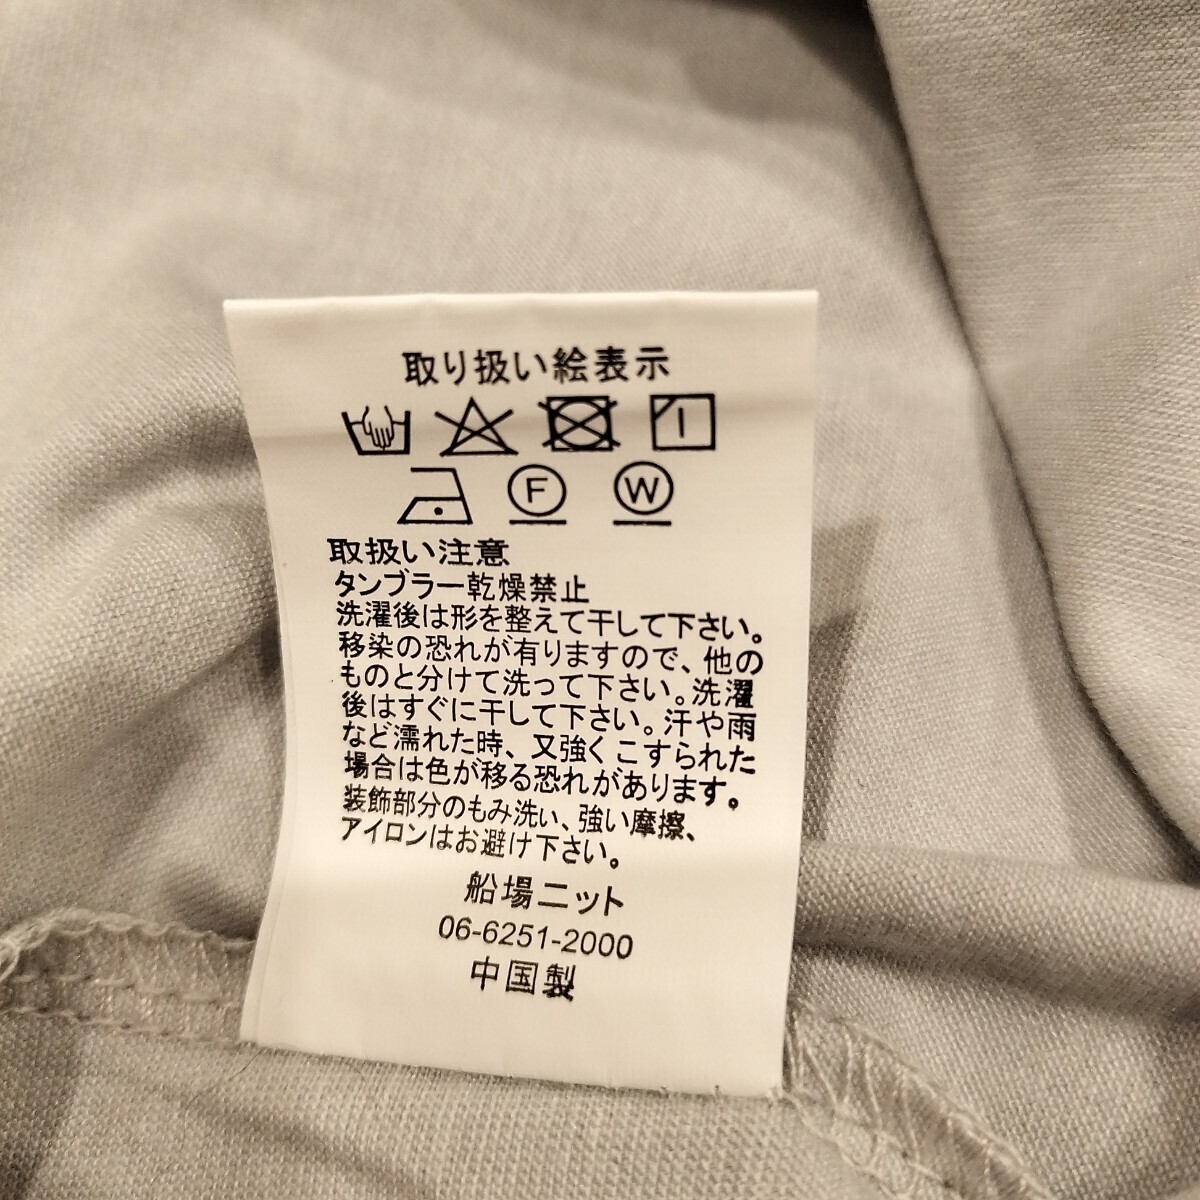 取り扱い絵表示
F W
取扱い注意
タンブラー乾燥禁止
洗濯後は形を整えて干して下さい。
移染の恐れが有りますので、他の
ものと分けて洗って下さい。洗濯
後はすぐに干して下さい。汗や雨
など濡れた時、又強くこすられた
場合は色が移る恐れがあります。
装飾部分のもみ洗い、強い摩擦、
アイロンはお避け下さい。
船場ニット
06-6251-2000
中国製